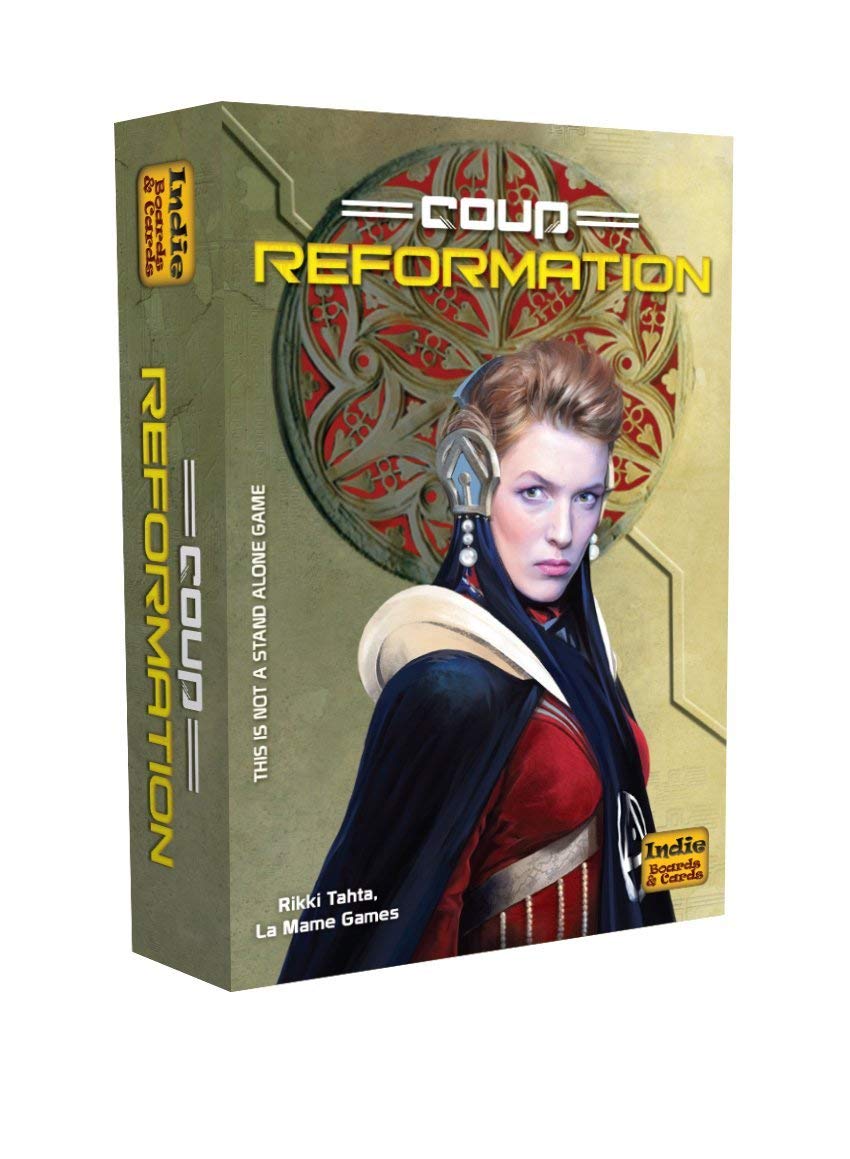 Indie
Boards
& Cards
COUP
REFORMATION
COUP
REFORMATION
THIS IS NOT A STAND ALONE GAME
Rikki Tahta,
La Mame Games
Indie
Boards
& Cards